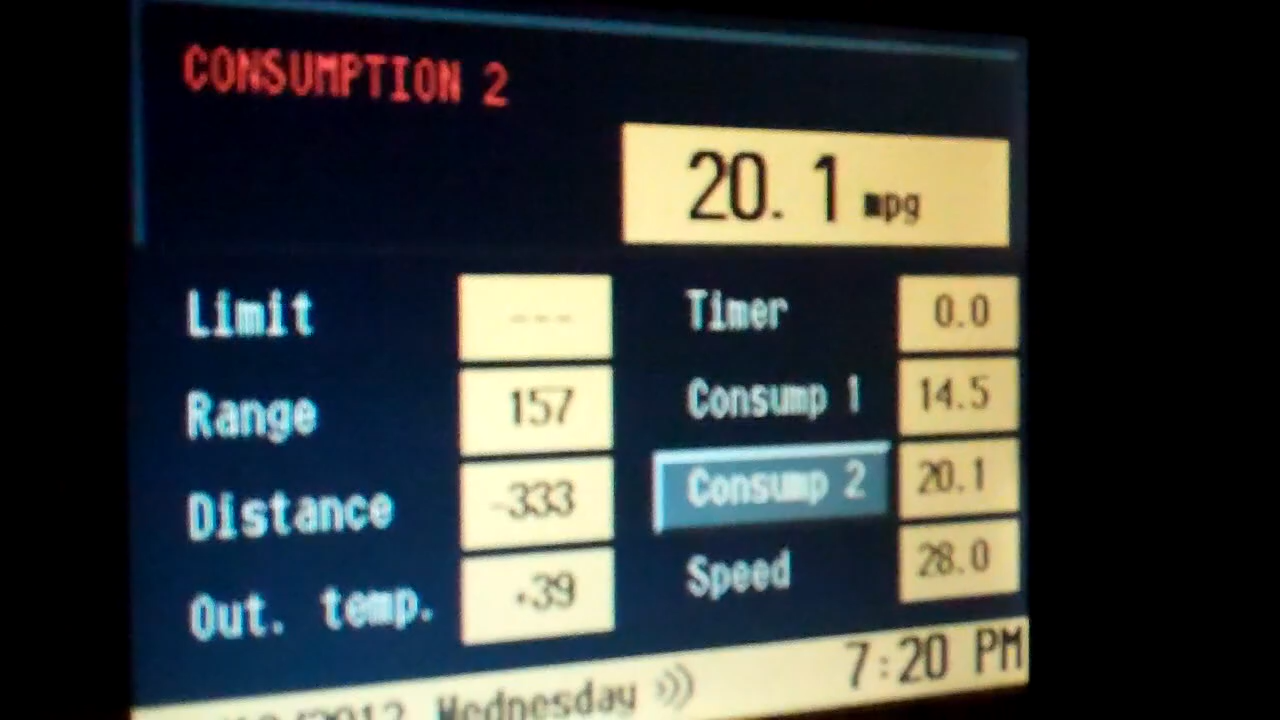 CONSUMPTION 2
20.1 mpg
Limit --- Timer 0.0
Range 157 Consump 1 14.5
Distance -333 Consump 2 20.1
Out. temp. +39 Speed 28.0
/2012 Wednesday 7:20 PM